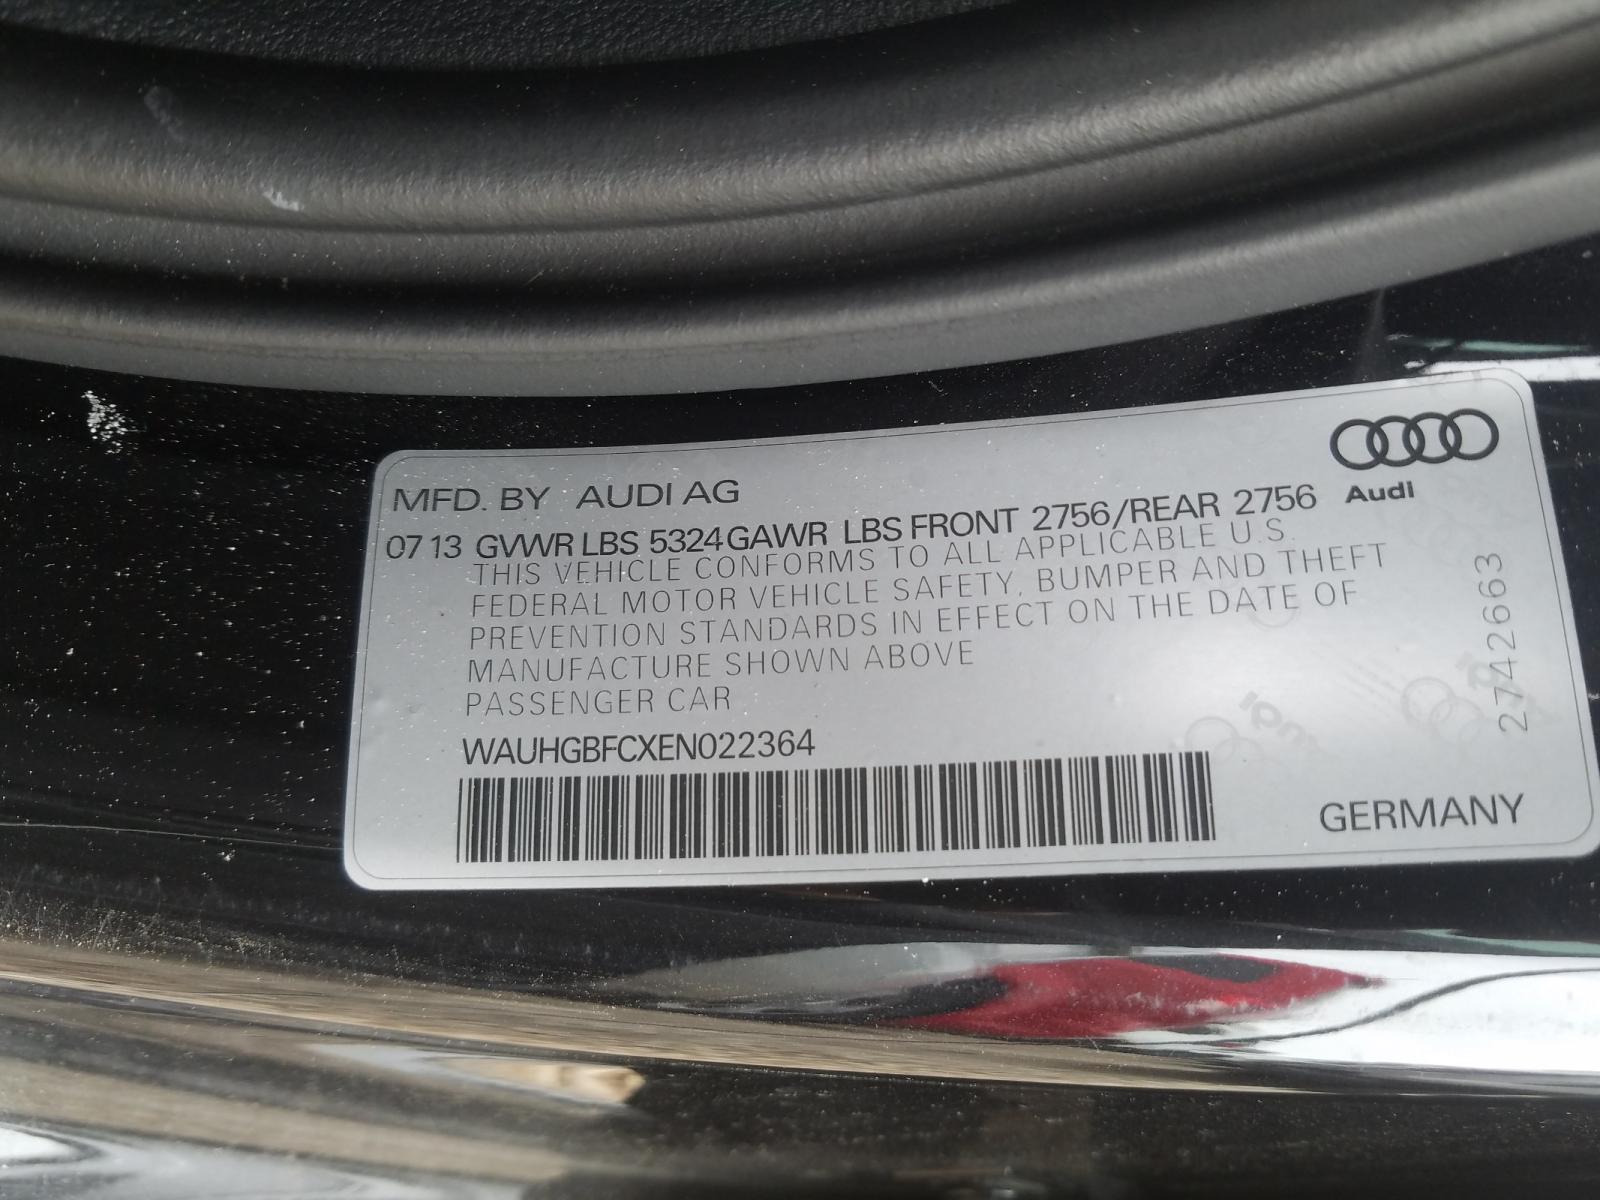 MFD. BY AUDI AG
07 13 GVWR LBS 5324 GAWR LBS FRONT 2756/REAR 2756
THIS VEHICLE CONFORMS TO ALL APPLICABLE U.S.
FEDERAL MOTOR VEHICLE SAFETY, BUMPER AND THEFT
PREVENTION STANDARDS IN EFFECT ON THE DATE OF
MANUFACTURE SHOWN ABOVE
PASSENGER CAR
WAUHGBFCXEN022364
Audi
2742663
GERMANY